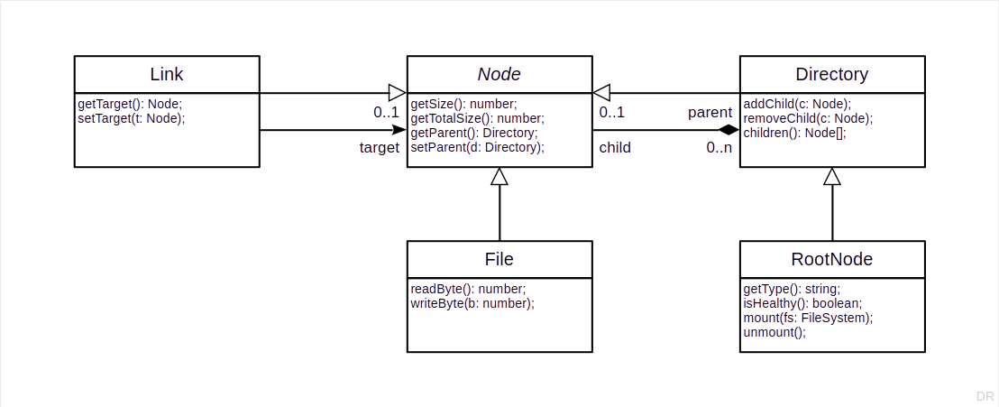 Link
getTarget(): Node;
setTarget(t: Node);
0..1
target
Node
getSize(): number;
getTotalSize(): number;
getParent(): Directory;
setParent(d: Directory);
0..1
parent
child
0..n
Directory
addChild(c: Node);
removeChild(c: Node);
children(): Node[];
File
readByte(): number;
writeByte(b: number);
RootNode
getType(): string;
isHealthy(): boolean;
mount(fs: FileSystem);
unmount();
DR